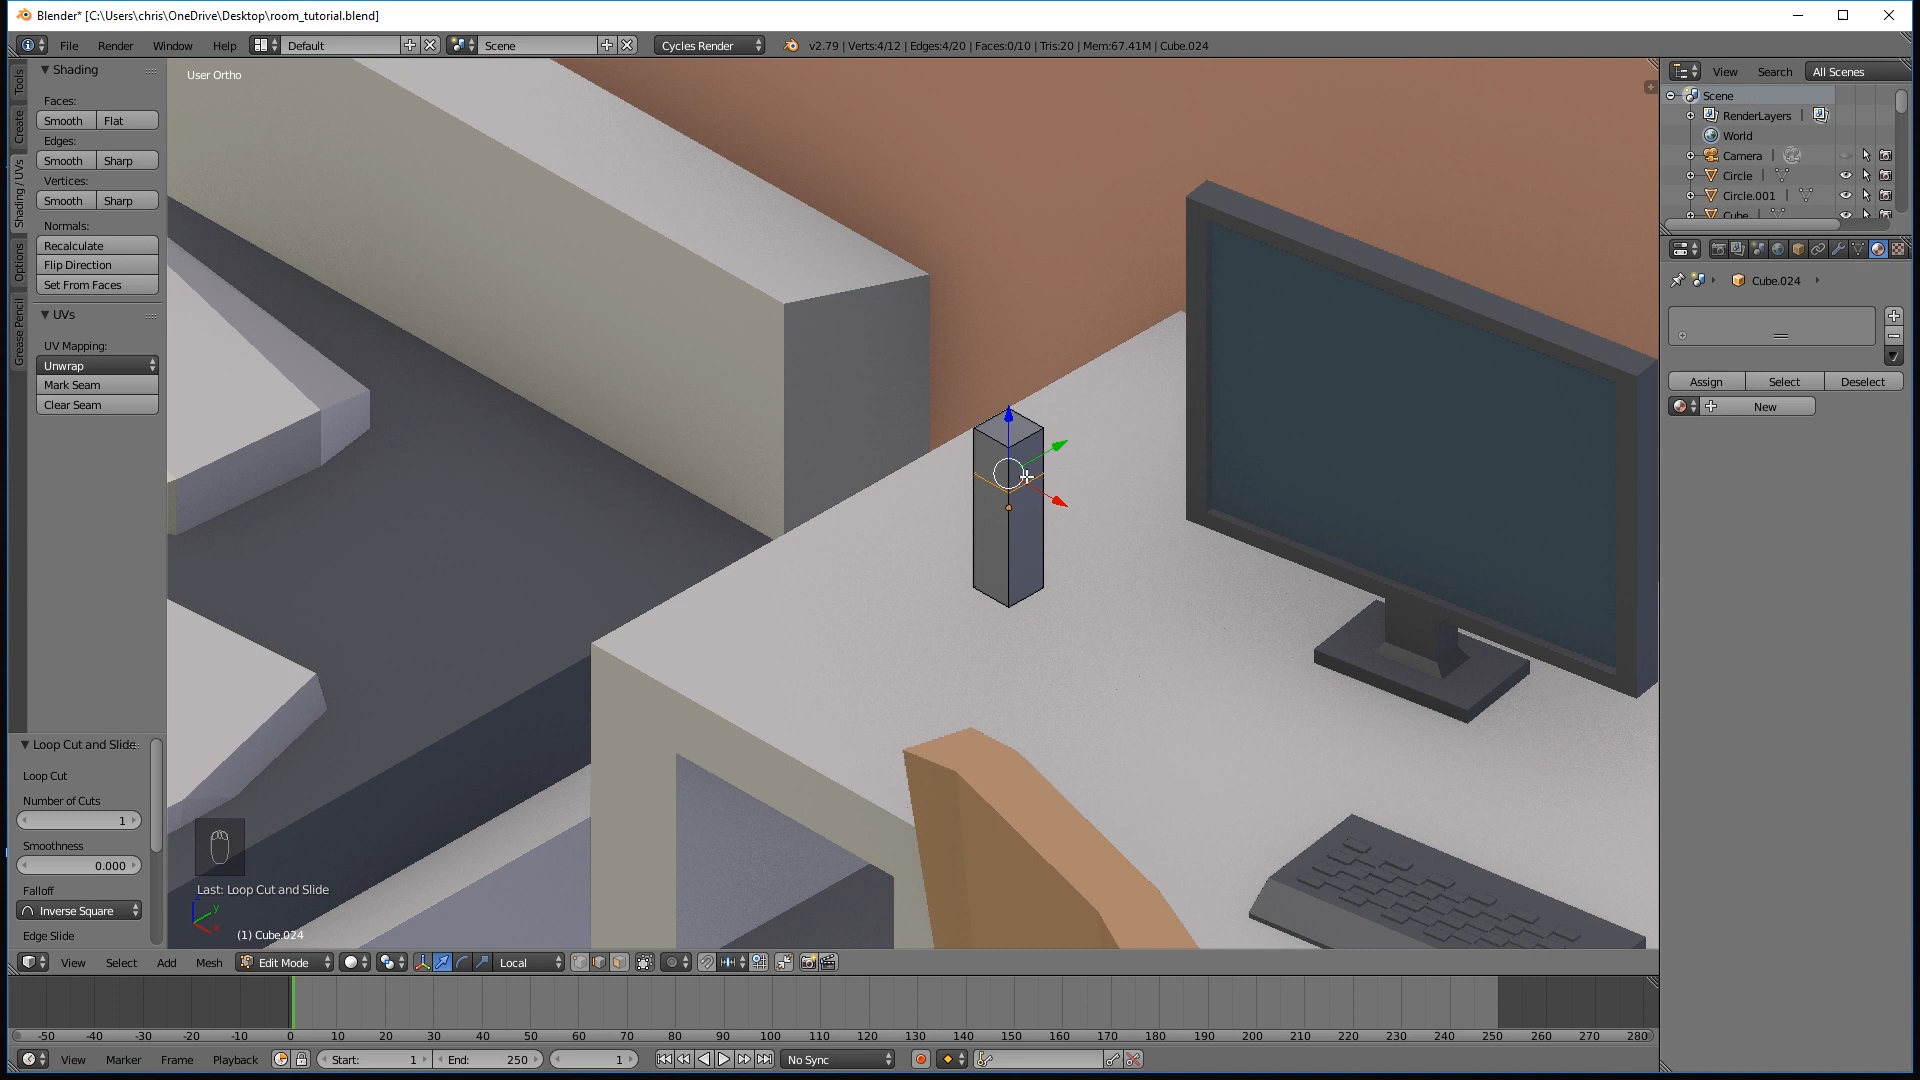 Blender* [C:\Users\chris\OneDrive\Desktop\room_tutorial.blend]
File Render Window Help Default Scene Cycles Render v2.79 | Verts:4/12 | Edges:4/20 | Faces:0/10 | Tris:20 | Mem:67.41M | Cube.024
Tools
Create
Shading / UVs
Options
Grease Pencil
Shading
Faces:
Smooth Flat
Edges:
Smooth Sharp
Vertices:
Smooth Sharp
Normals:
Recalculate
Flip Direction
Set From Faces
UVs
UV Mapping:
Unwrap
Mark Seam
Clear Seam
Loop Cut and Slide
Loop Cut
Number of Cuts
1
Smoothness
0.000
Falloff
Inverse Square
Edge Slide
User Ortho
Last: Loop Cut and Slide
(1) Cube.024
View Search All Scenes
Scene
RenderLayers
World
Camera
Circle
Circle.001
Cube
Cube.024
Assign Select Deselect
New
View Select Add Mesh Edit Mode Local
-50 -40 -30 -20 -10 0 10 20 30 40 50 60 70 80 90 100 110 120 130 140 150 160 170 180 190 200 210 220 230 240 250 260 270 280
View Marker Frame Playback Start: 1 End: 250 1 No Sync